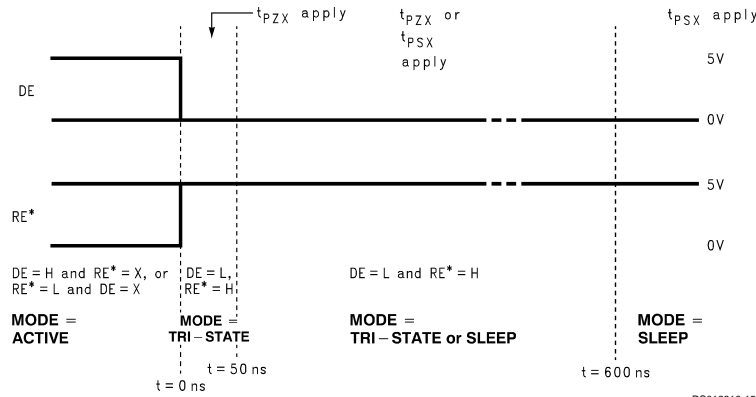 tPZX apply
tPZX or
tPSX
apply
tPSX apply
DE
5V
0V
RE*
5V
0V
DE = H and RE* = X, or
RE* = L and DE = X
DE = L,
RE* = H
DE = L and RE* = H
MODE =
ACTIVE
MODE =
TRI – STATE
MODE =
TRI – STATE or SLEEP
MODE =
SLEEP
t = 0 ns
t = 50 ns
t = 600 ns